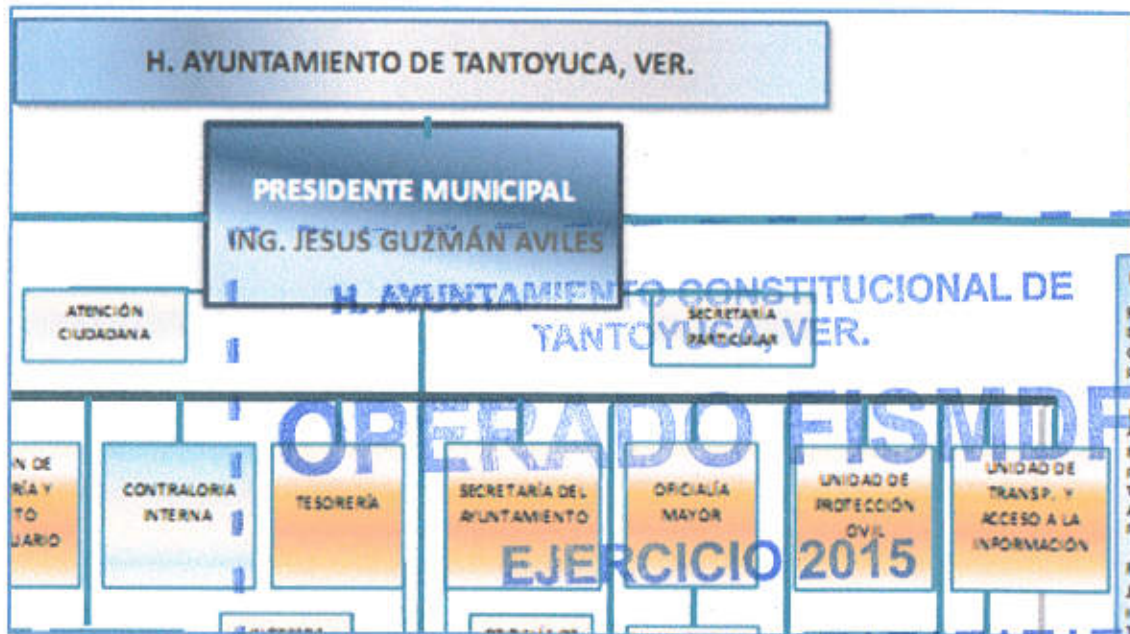 H. AYUNTAMIENTO DE TANTOYUCA, VER.
PRESIDENTE MUNICIPAL
ING. JESUS GUZMÁN AVILES
H. AYUNTAMIENTO CONSTITUCIONAL DE
TANTOYUCA, VER.
ATENCIÓN
CIUDADANA
SECRETARÍA
PARTICULAR
OPERADO FISMDF
EJERCICIO 2015
CONTRALORIA
INTERNA
TESORERÍA
SECRETARÍA DEL
AYUNTAMIENTO
OFICIALÍA
MAYOR
UNIDAD DE
PROTECCIÓN
CIVIL
UNIDAD DE
TRANSP. Y
ACCESO A LA
INFORMACIÓN